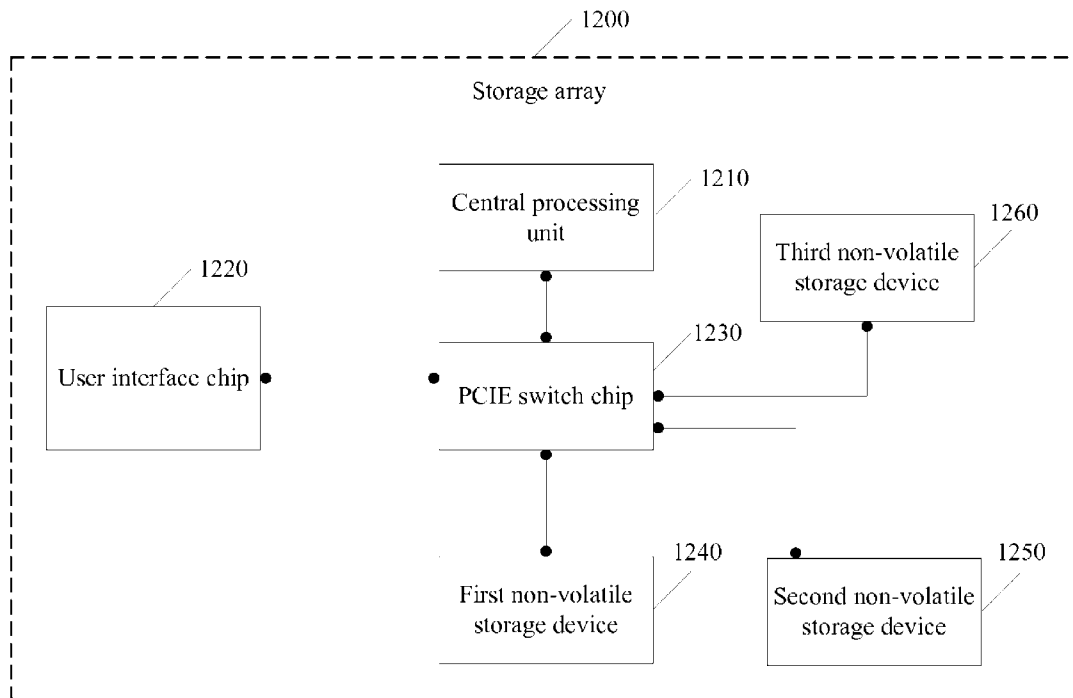 1200
Storage array
1210
Central processing
unit
1260
Third non-volatile
storage device
1220
User interface chip
1230
PCIE switch chip
1240
First non-volatile
storage device
1250
Second non-volatile
storage device